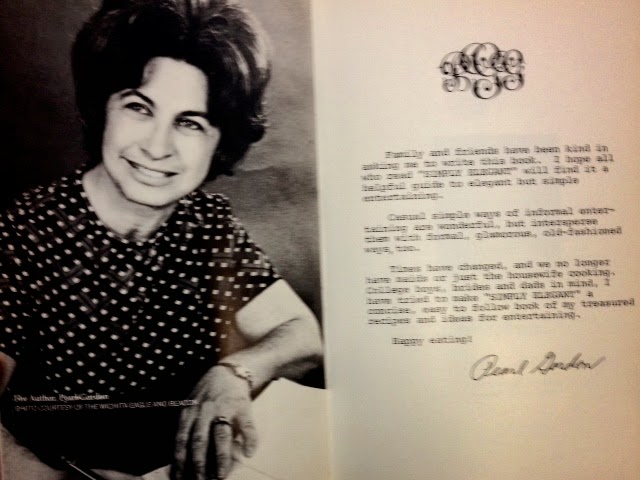 The Author, Pearl Gordon
PHOTO COURTESY OF THE WICHITA EAGLE AND BEACON
Family and friends have been kind in
asking me to write this book. I hope all
who read "SIMPLY ELEGANT" will find it a
helpful guide to elegant but simple
entertaining.
Casual simple ways of informal enter-
taining are wonderful, but intersperse
them with formal, glamorous, old-fashioned
ways, too.
Times have changed, and we no longer
have maids or just the housewife cooking.
College boys, brides and dads in mind, I
have tried to make "SIMPLY ELEGANT" a
concise, easy to follow book of my treasured
recipes and ideas for entertaining.
Happy eating!
Pearl Gordon